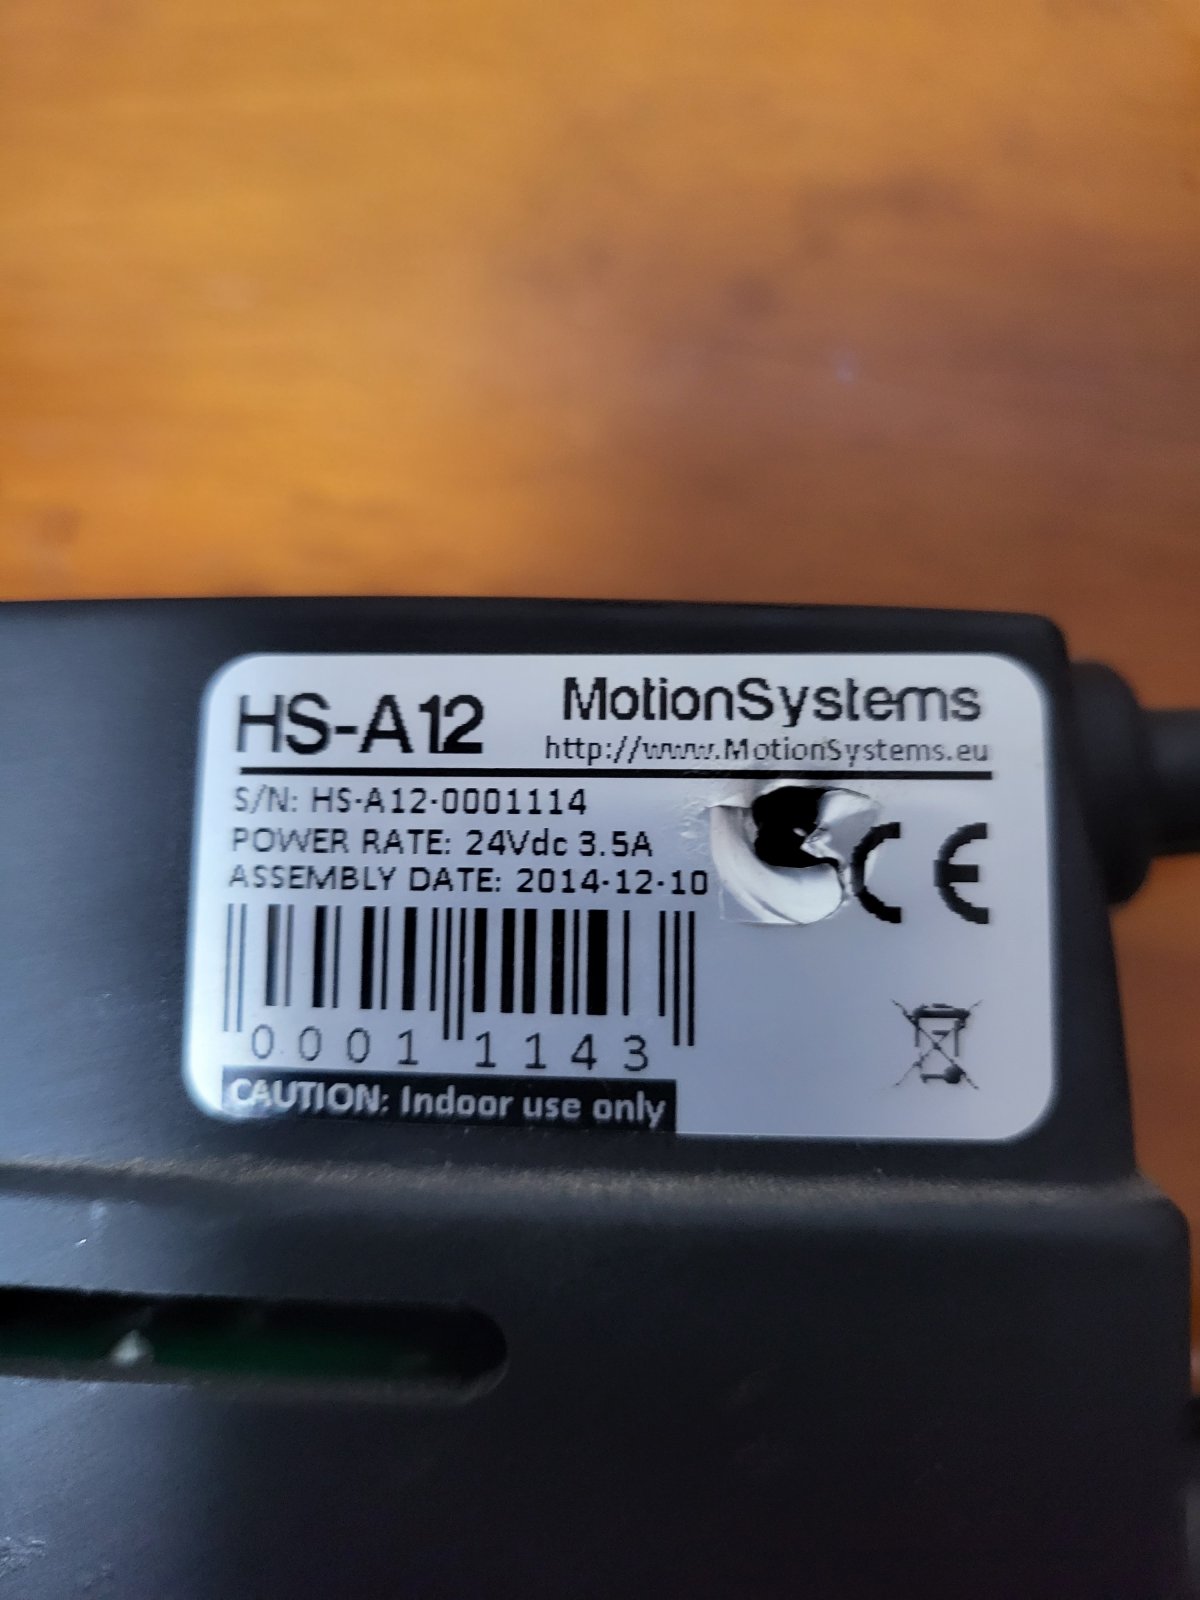 HS-A12
MotionSystems
http://www.MotionSystems.eu
S/N: HS-A12-0001114
POWER RATE: 24Vdc 3.5A
ASSEMBLY DATE: 2014-12-10
CE
0001 1143
CAUTION: Indoor use only